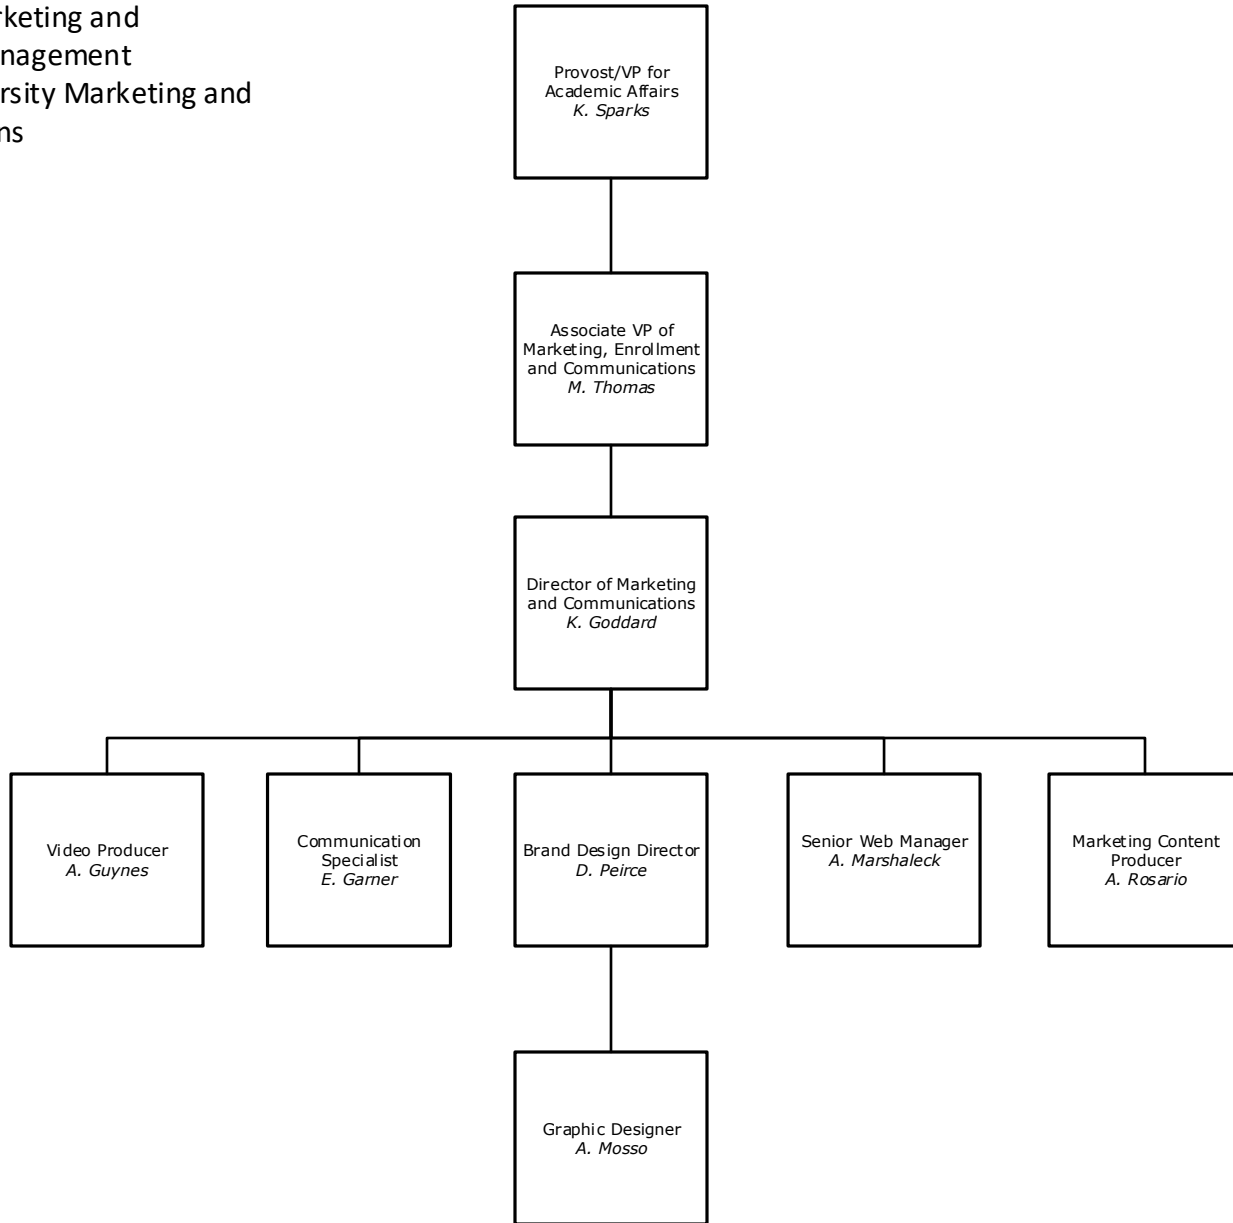 rketing and
nagement
rsity Marketing and
ns
Provost/VP for
Academic Affairs
K. Sparks
Associate VP of
Marketing, Enrollment
and Communications
M. Thomas
Director of Marketing
and Communications
K. Goddard
Video Producer
A. Guynes
Communication
Specialist
E. Garner
Brand Design Director
D. Peirce
Senior Web Manager
A. Marshaleck
Marketing Content
Producer
A. Rosario
Graphic Designer
A. Mosso